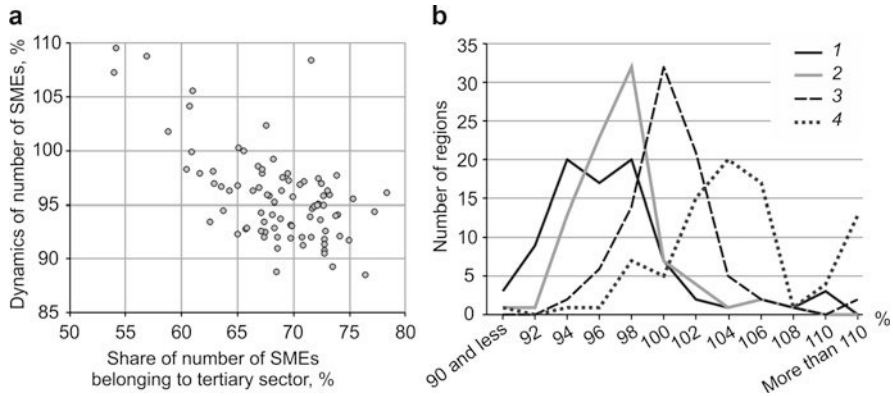 a
Dynamics of number of SMEs, %
110
105
100
95
90
85
50 55 60 65 70 75 80
Share of number of SMEs
belonging to tertiary sector, %
b
Number of regions
35
30
25
20
15
10
5
0
90 and less 92 94 96 98 100 102 104 106 108 110 More than 110
%
1
2
3
4